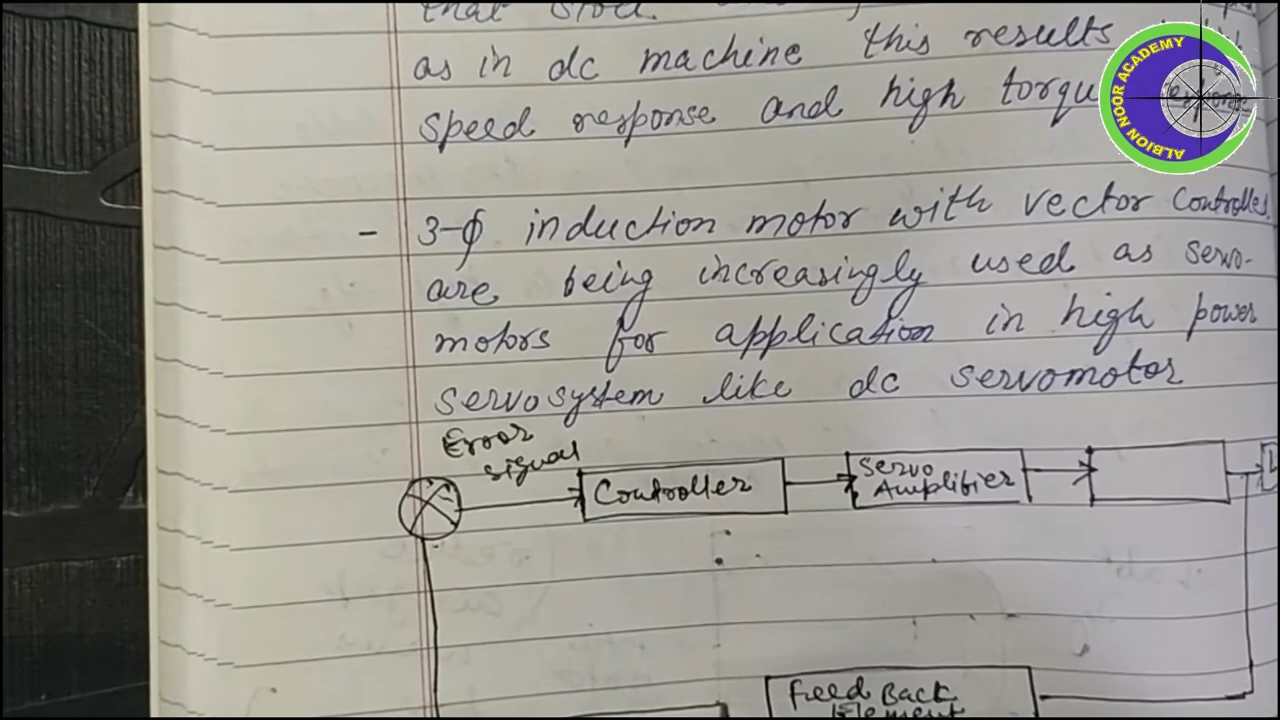 as in dc machine this results
speed response and high torque
- 3-ϕ induction motor with vector Controlled
are being increasingly used as servo-
motors for application in high power
servosystem like dc servomotor
Error
signal
Controller
Servo
Amplifier
Feed Back
Element
ALBION NOOR ACADEMY